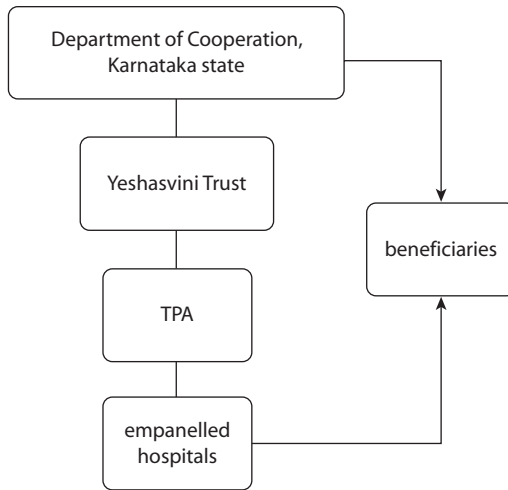 Department of Cooperation,
Karnataka state
Yeshasvini Trust
beneficiaries
TPA
empanelled
hospitals